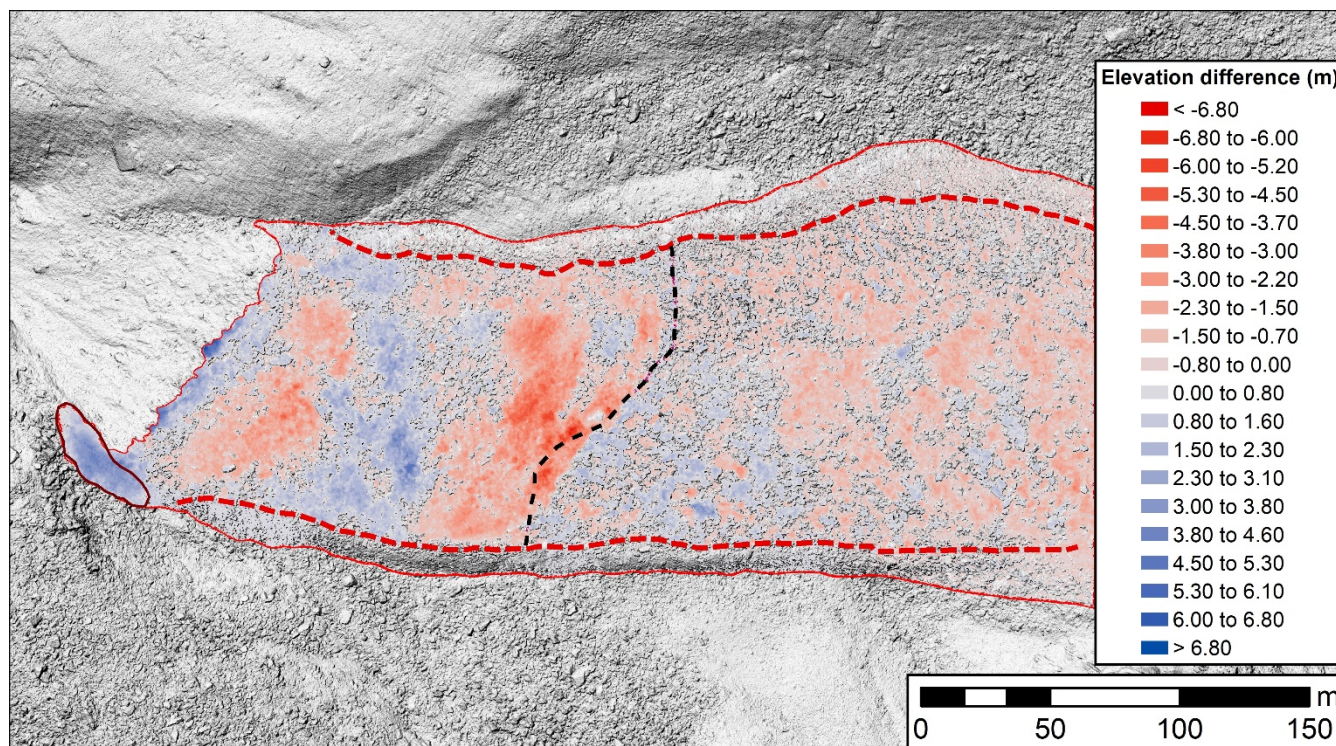 Elevation difference (m)
< -6.80
-6.80 to -6.00
-6.00 to -5.20
-5.30 to -4.50
-4.50 to -3.70
-3.80 to -3.00
-3.00 to -2.20
-2.30 to -1.50
-1.50 to -0.70
-0.80 to 0.00
0.00 to 0.80
0.80 to 1.60
1.50 to 2.30
2.30 to 3.10
3.00 to 3.80
3.80 to 4.60
4.50 to 5.30
5.30 to 6.10
6.00 to 6.80
> 6.80
m
0 50 100 150